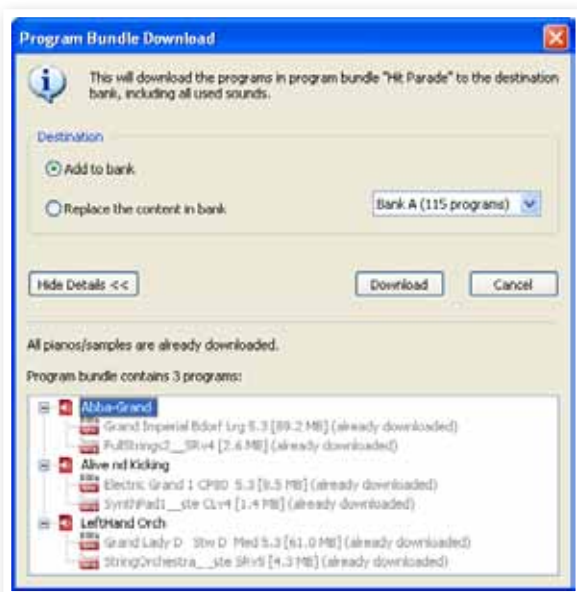 Program Bundle Download
This will download the programs in program bundle "Hit Parade" to the destination
bank, including all used sounds.
Destination
Add to bank
Replace the content in bank
Bank A (115 programs)
Hide Details <<
Download
Cancel
All pianos/samples are already downloaded.
Program bundle contains 3 programs:
Abba-Grand
Grand Imperial Bdorf Lrg 5.3 [89.2 MB] (already downloaded)
FullStrings2__SRv4 [2.6 MB] (already downloaded)
Alive nd Kicking
Electric Grand 1 CP80 5.3 [8.5 MB] (already downloaded)
SynthPad1__ste CLv4 [1.4 MB] (already downloaded)
LeftHand Orch
Grand Lady D Stw D Med 5.3 [61.0 MB] (already downloaded)
StringOrchestra__ste SRv5 [4.3 MB] (already downloaded)